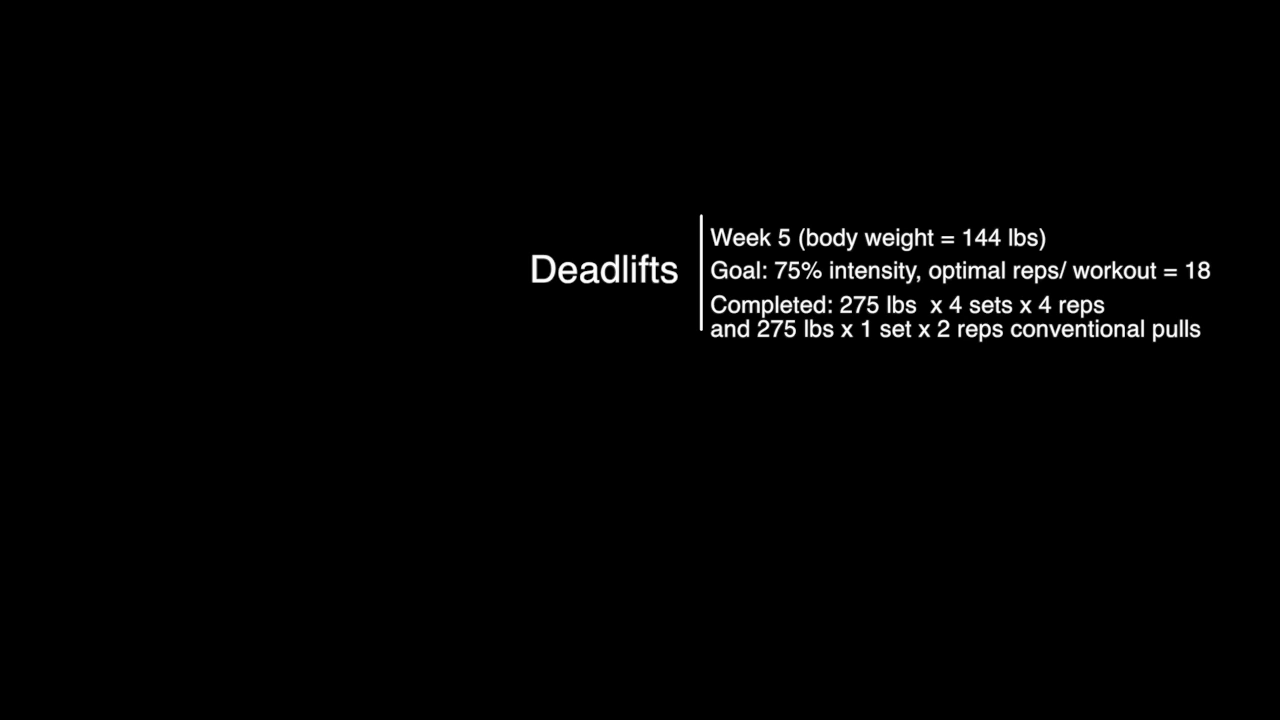 Deadlifts
Week 5 (body weight = 144 lbs)
Goal: 75% intensity, optimal reps/ workout = 18
Completed: 275 lbs  x 4 sets x 4 reps
and 275 lbs x 1 set x 2 reps conventional pulls